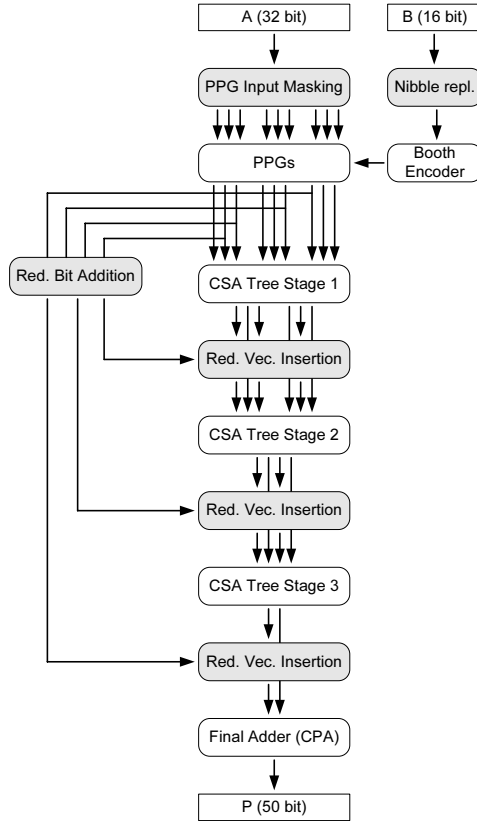 A (32 bit)
B (16 bit)
PPG Input Masking
Nibble repl.
PPGs
Booth
Encoder
Red. Bit Addition
CSA Tree Stage 1
Red. Vec. Insertion
CSA Tree Stage 2
Red. Vec. Insertion
CSA Tree Stage 3
Red. Vec. Insertion
Final Adder (CPA)
P (50 bit)